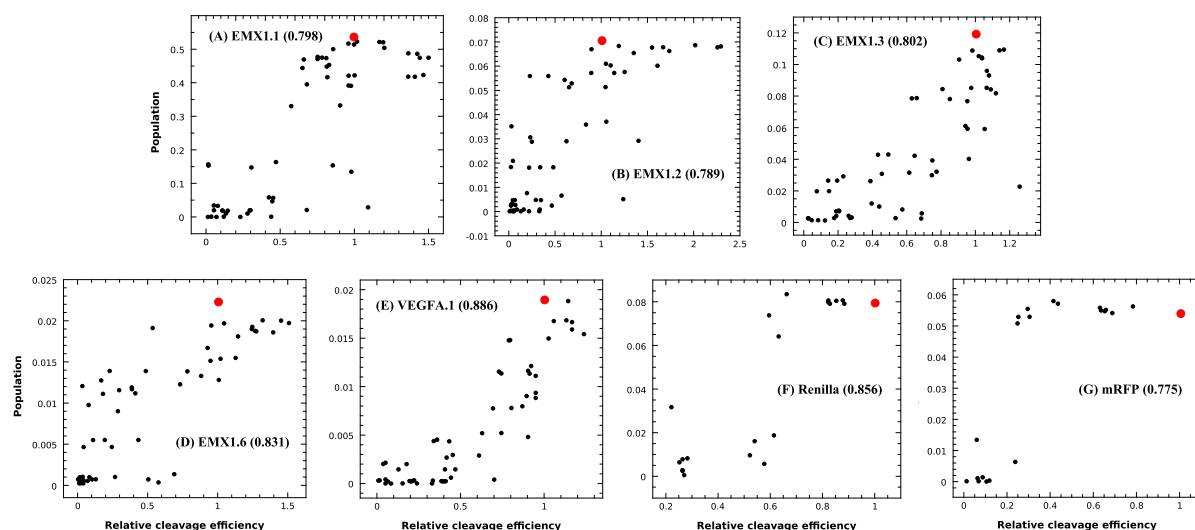 (A) EMX1.1 (0.798)
Population
0.5
0.4
0.3
0.2
0.1
0
0 0.5 1 1.5
0.08
0.07
0.06
0.05
0.04
0.03
0.02
0.01
0
-0.01
(B) EMX1.2 (0.789)
0 0.5 1 1.5 2 2.5
(C) EMX1.3 (0.802)
0.12
0.1
0.08
0.06
0.04
0.02
0
0 0.2 0.4 0.6 0.8 1 1.2
Population
0.025
0.02
0.015
0.01
0.005
0
(D) EMX1.6 (0.831)
0 0.5 1 1.5
Relative cleavage efficiency
(E) VEGFA.1 (0.886)
0.02
0.015
0.01
0.005
0
0 0.5 1
Relative cleavage efficiency
0.1
0.08
0.06
0.04
0.02
0
(F) Renilla (0.856)
0.2 0.4 0.6 0.8 1
Relative cleavage efficiency
0.06
0.05
0.04
0.03
0.02
0.01
0
(G) mRFP (0.775)
0 0.2 0.4 0.6 0.8 1
Relative cleavage efficiency